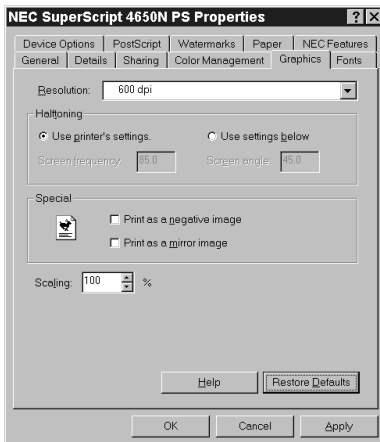 NEC SuperScript 4650N PS Properties
Device Options PostScript Watermarks Paper NEC Features
General Details Sharing Color Management Graphics Fonts
Resolution: 600 dpi
Halftoning
Use printer's settings. Use settings below
Screen frequency: 85.0 Screen angle: 45.0
Special
Print as a negative image
Print as a mirror image
Scaling: 100 %
Help Restore Defaults
OK Cancel Apply